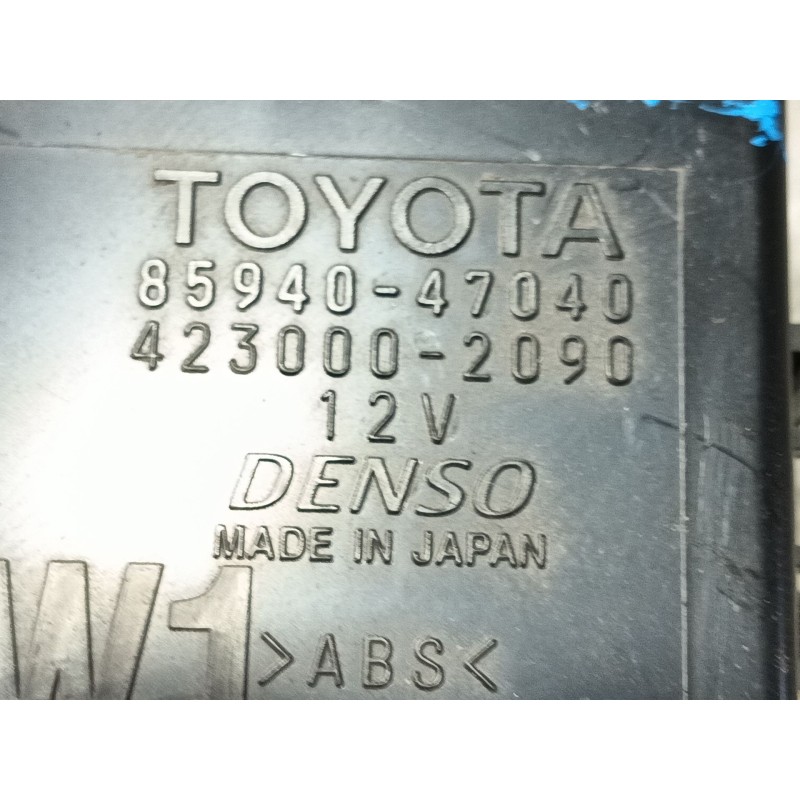 TOYOTA
85940-47040
423000-2090
12V
DENSO
MADE IN JAPAN
W1
>ABS<